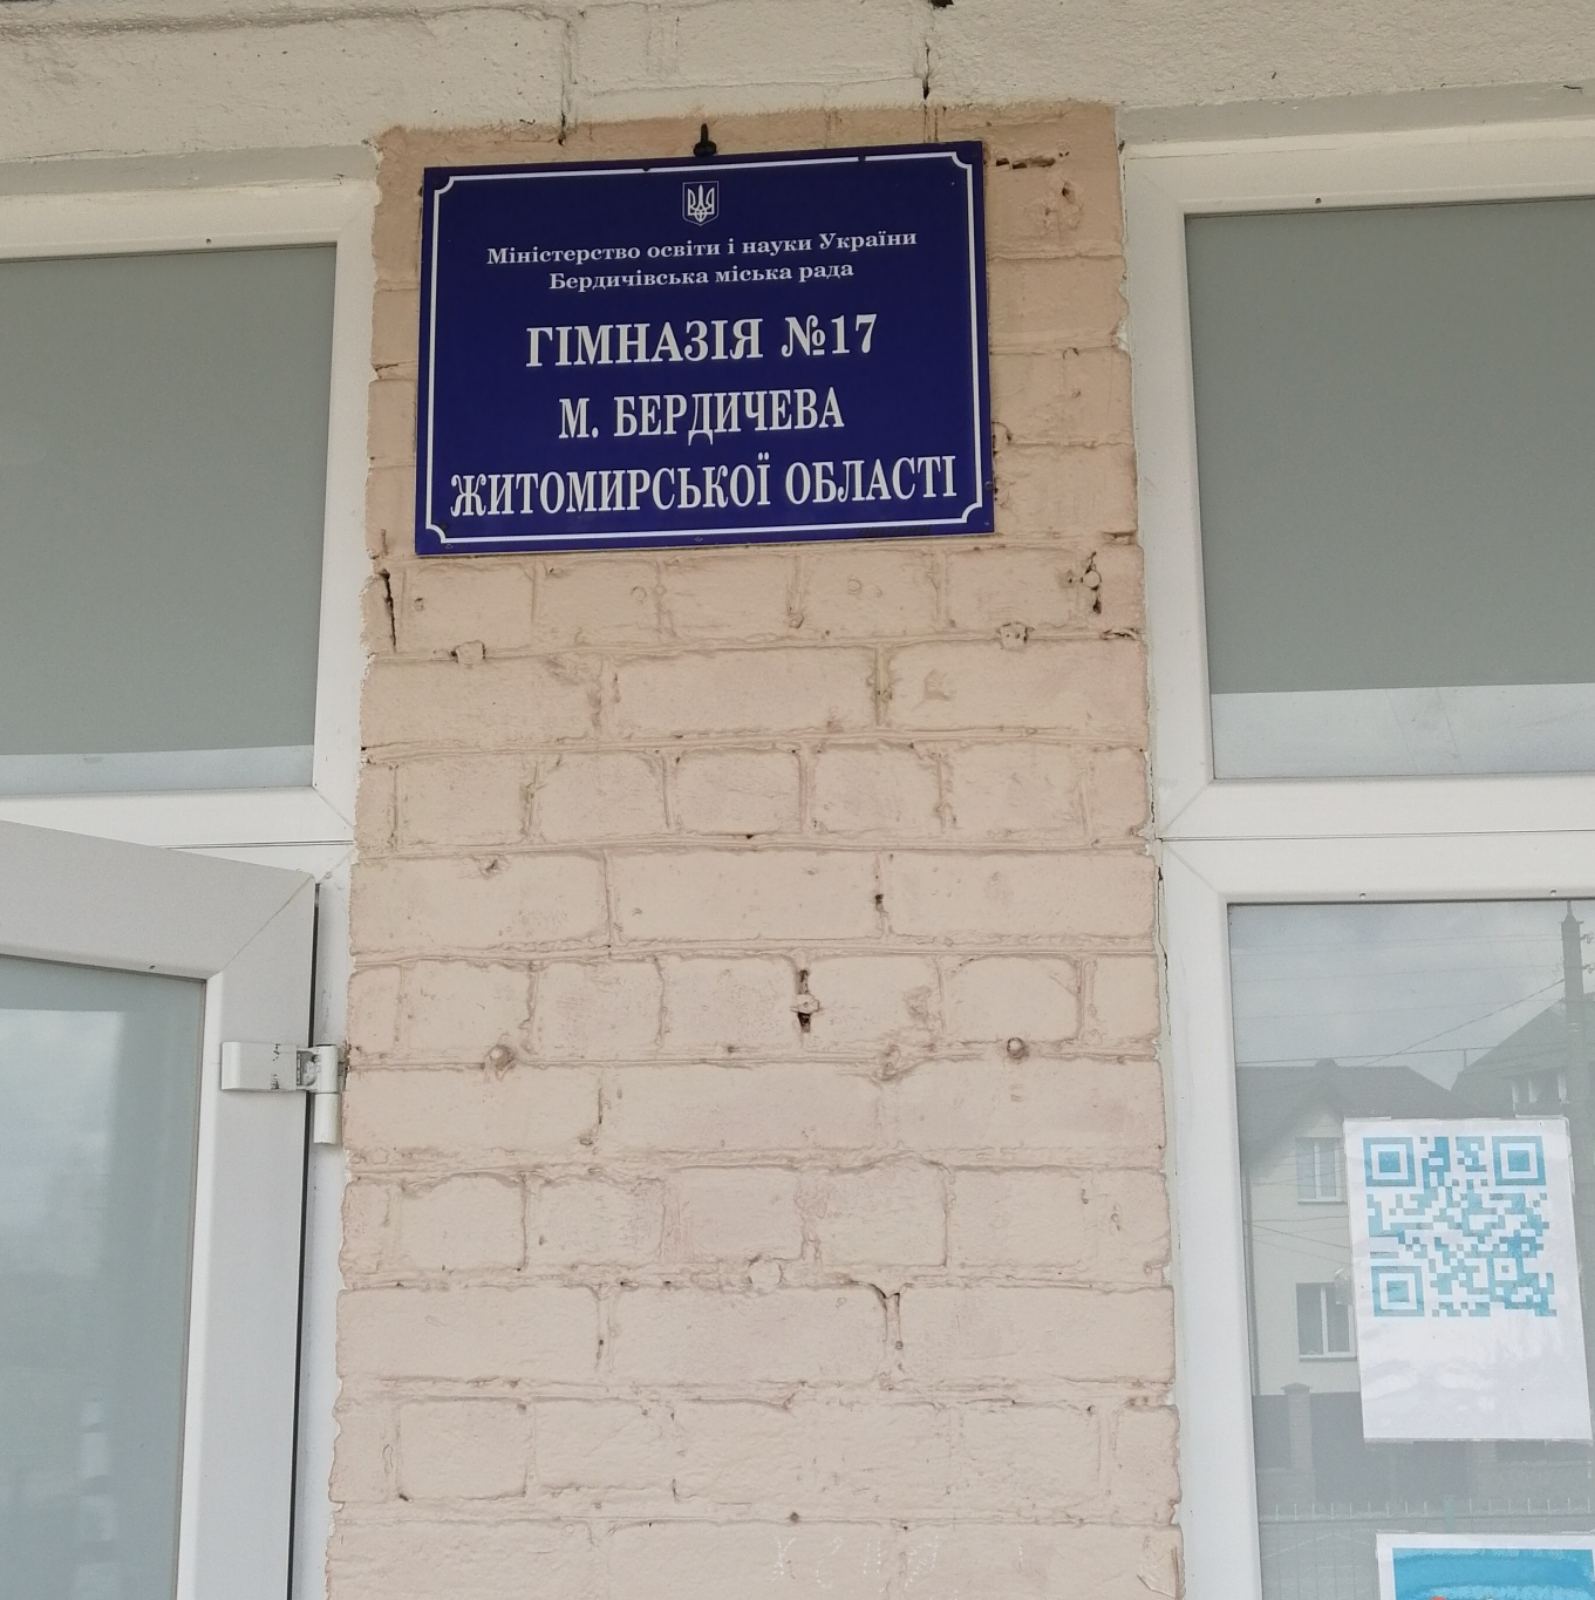 Міністерство освіти і науки України
Бердичівська міська рада
ГІМНАЗІЯ №17
М. БЕРДИЧЕВА
ЖИТОМИРСЬКОЇ ОБЛАСТІ